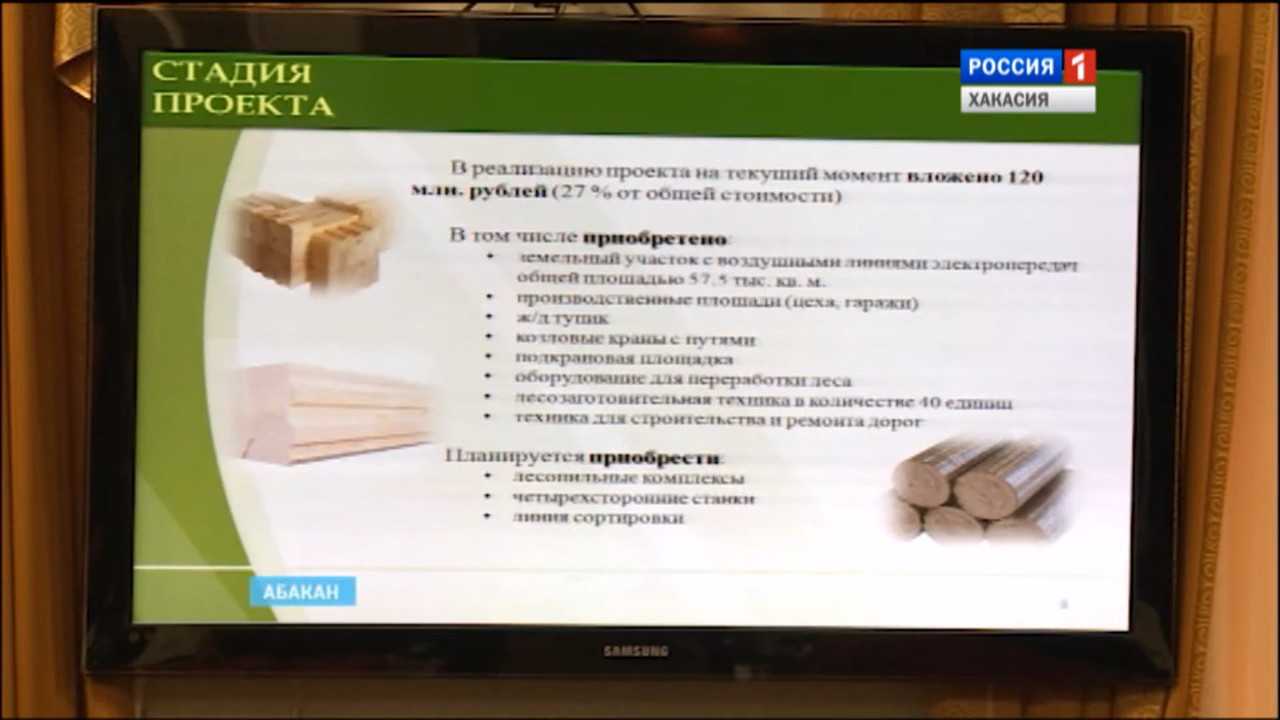 СТАДИЯ
ПРОЕКТА
РОССИЯ 1
ХАКАСИЯ
В реализацию проекта на текущий момент вложено 120
млн. рублей (27 % от общей стоимости)
В том числе приобретено:
• земельный участок с воздушными линиями электропередач
общей площадью 57,5 тыс. кв. м.
• производственные площади (цеха, гаражи)
• ж/д тупик
• козловые краны с путями
• подкрановая площадка
• оборудование для переработки леса
• лесозаготовительная техника в количестве 40 единиц
• техника для строительства и ремонта дорог
Планируется приобрести:
• лесопильные комплексы
• четырехсторонние станки
• линия сортировки
АБАКАН
SAMSUNG